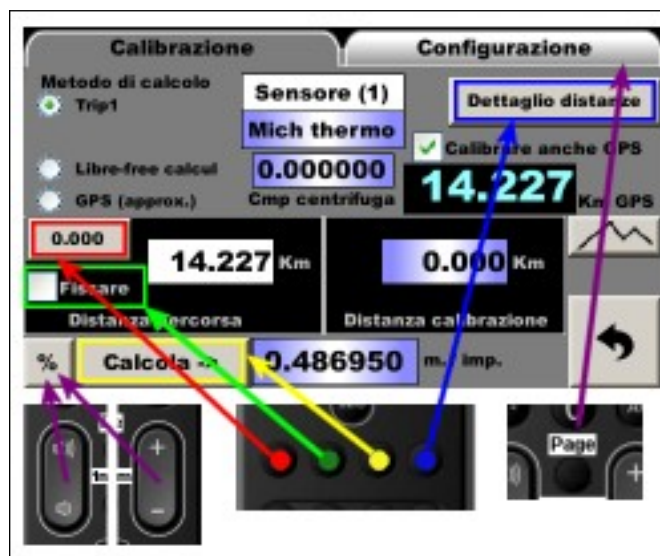 Calibrazione
Configurazione
Metodo di calcolo
Trip1
Sensore (1)
Dettaglio distanze
Mich thermo
Calibrare anche GPS
Libre-free calcul
0.000000
14.227
GPS (approx.)
Cmp centrifuga
Km GPS
0.000
14.227 Km
0.000 Km
Fissare
Distanza Percorsa
Distanza calibrazione
%
Calcola ->
0.486950
m./ imp.
Page
+
+
−